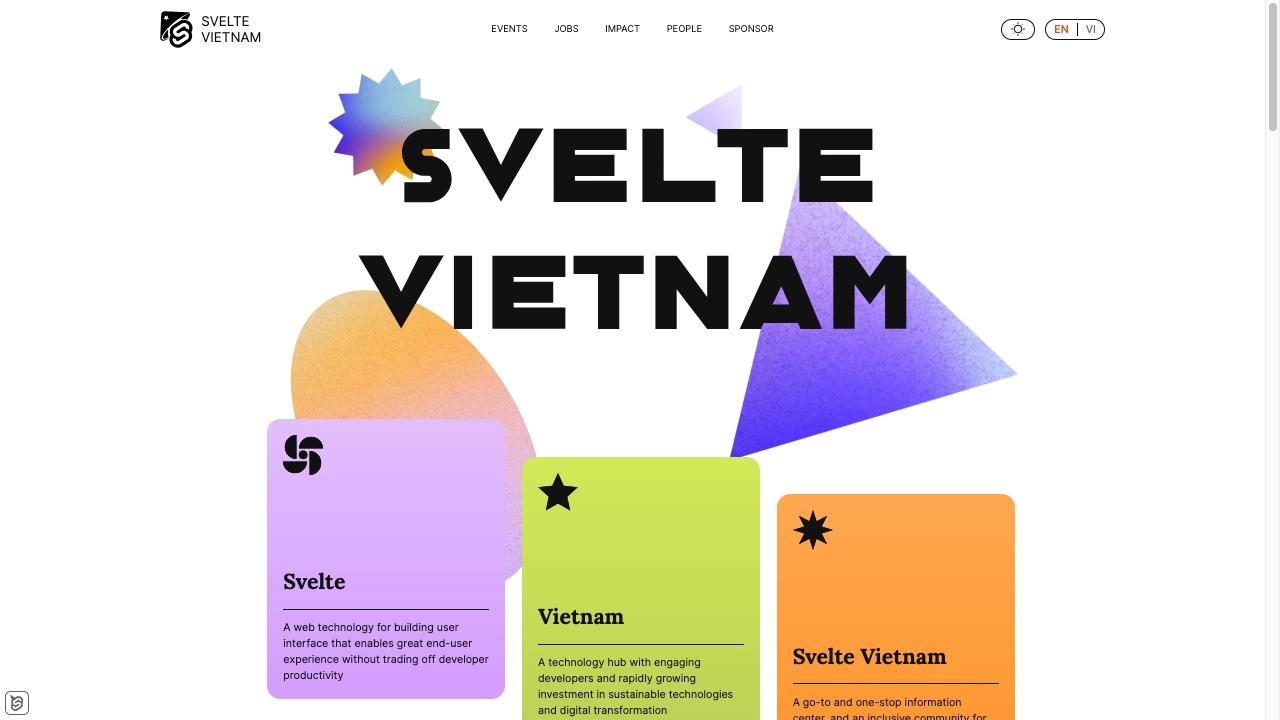 SVELTE
VIETNAM
EVENTS
JOBS
IMPACT
PEOPLE
SPONSOR
EN
VI
SVELTE
VIETNAM
Svelte
A web technology for building user
interface that enables great end-user
experience without trading off developer
productivity
Vietnam
A technology hub with engaging
developers and rapidly growing
investment in sustainable technologies
and digital transformation
Svelte Vietnam
A go-to and one-stop information
center, and an inclusive community for